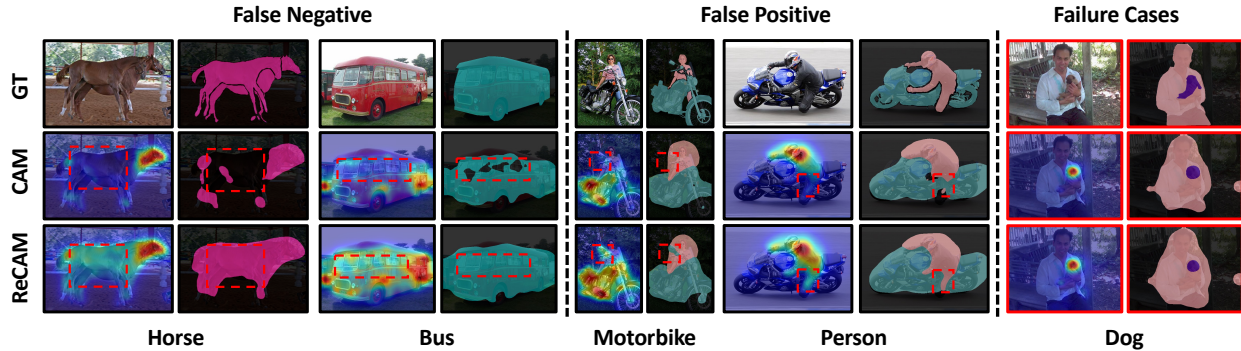 False Negative
False Positive
Failure Cases
GT
CAM
ReCAM
Horse
Bus
Motorbike
Person
Dog